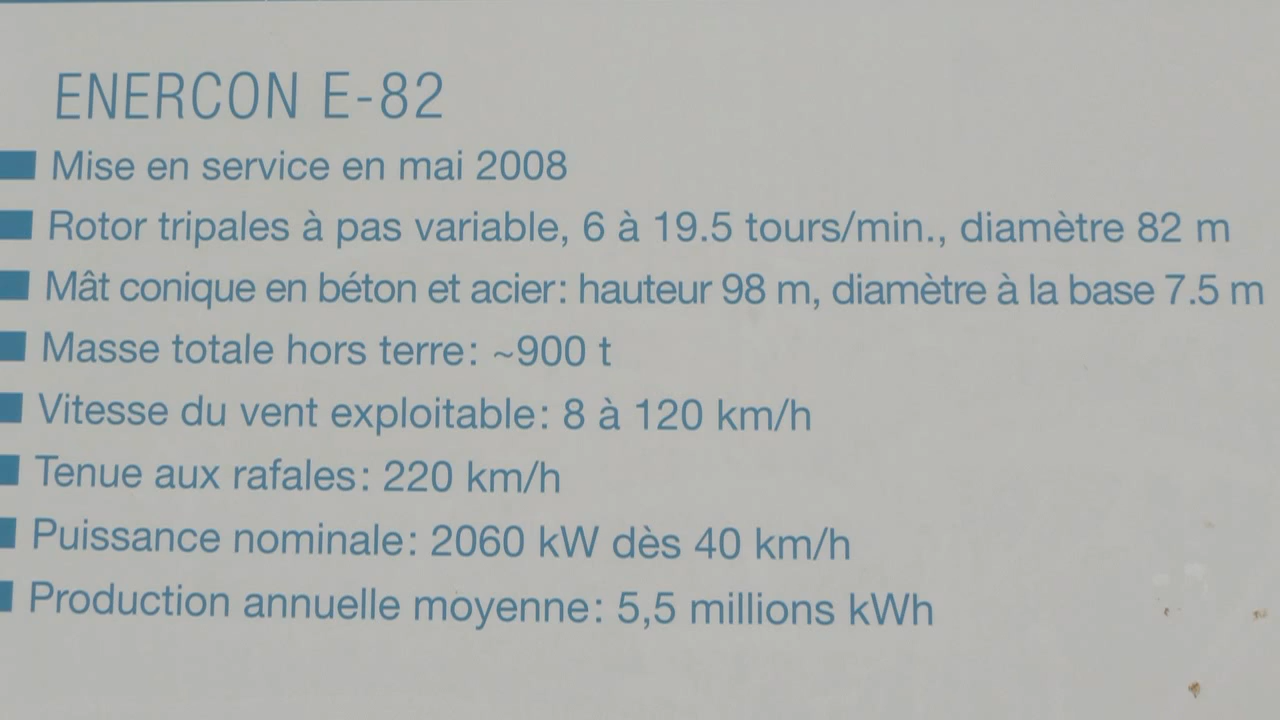 ENERCON E-82
Mise en service en mai 2008
Rotor tripales à pas variable, 6 à 19.5 tours/min., diamètre 82 m
Mât conique en béton et acier: hauteur 98 m, diamètre à la base 7.5 m
Masse totale hors terre: ~900 t
Vitesse du vent exploitable: 8 à 120 km/h
Tenue aux rafales: 220 km/h
Puissance nominale: 2060 kW dès 40 km/h
Production annuelle moyenne: 5,5 millions kWh